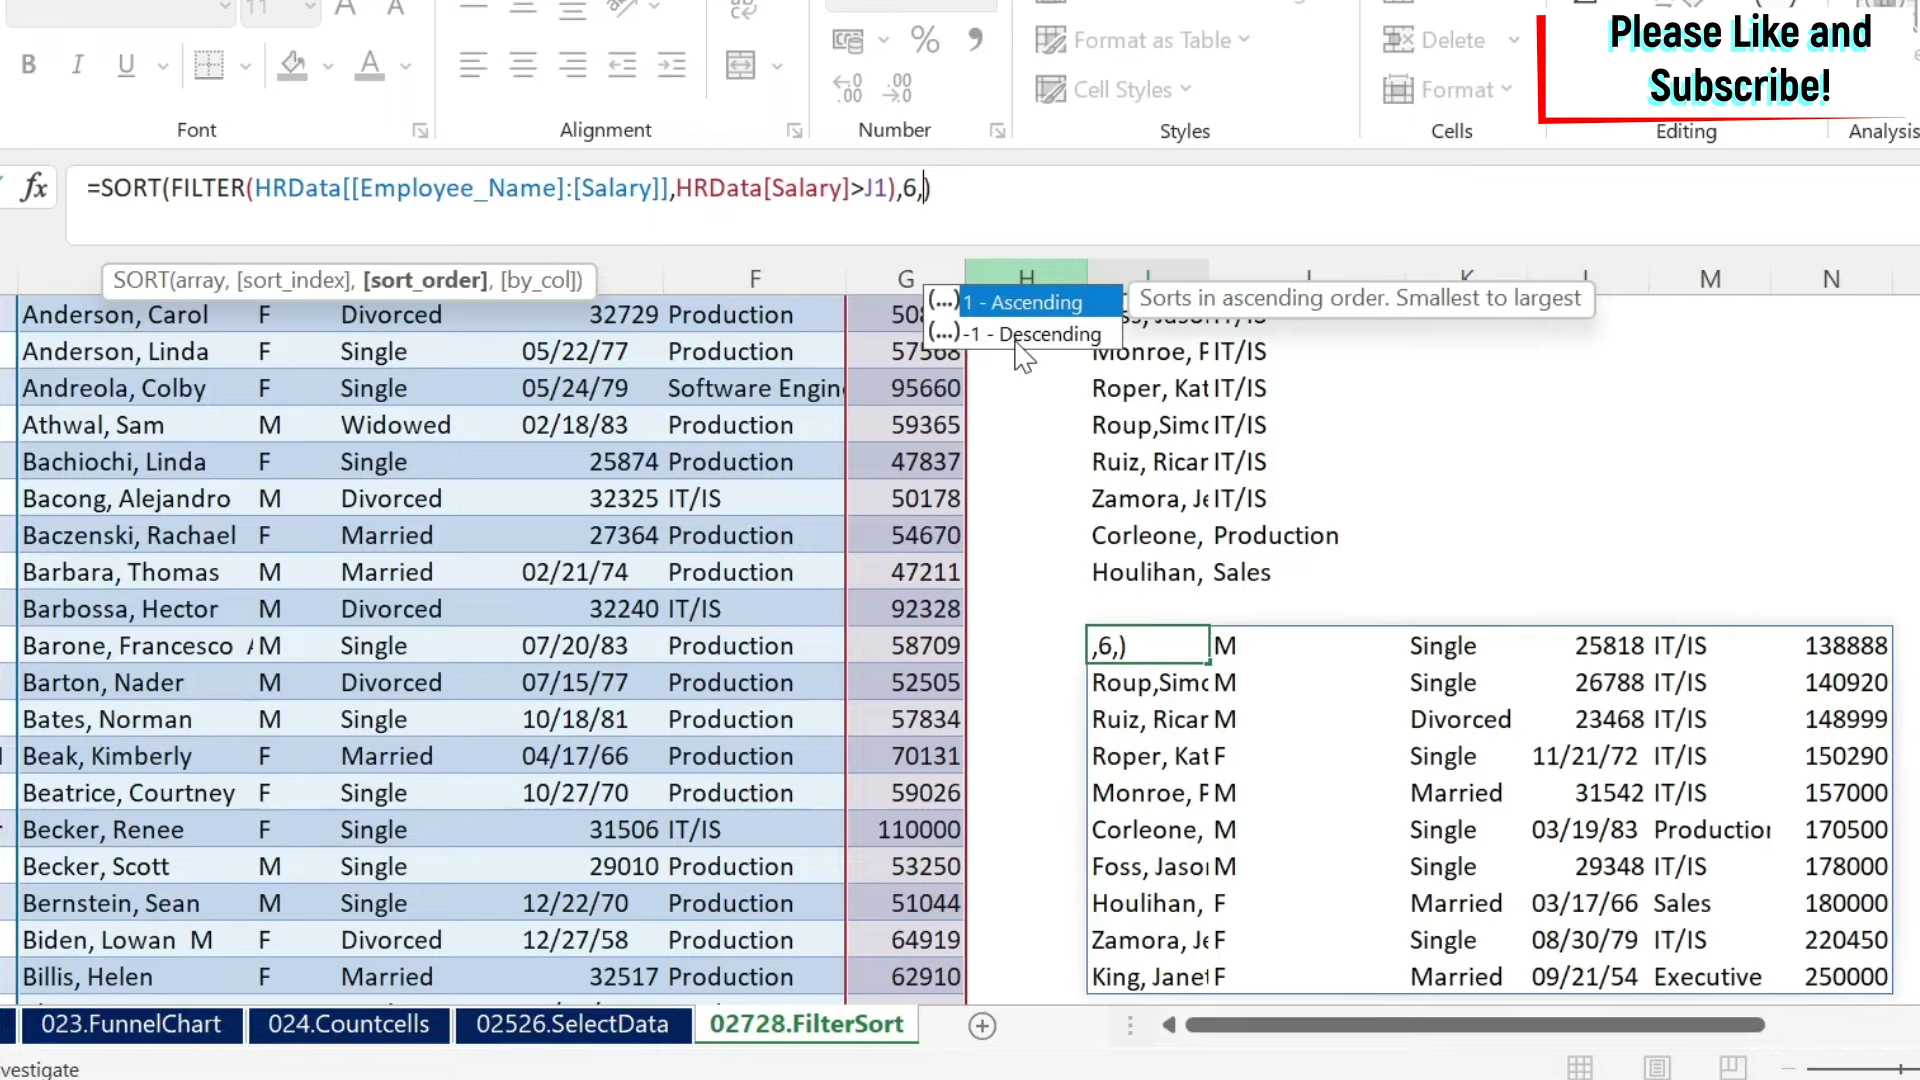 11
A
A
Please Like and
Subscribe!
B I U
A
%
Format as Table
Delete
Cell Styles
Format
Font
Alignment
Number
Styles
Cells
Editing
Analysis
fx
=SORT(FILTER(HRData[[Employee_Name]:[Salary]],HRData[Salary]>J1),6,)
SORT(array, [sort_index], [sort_order], [by_col])
F G H M N
(...) 1 - Ascending
Sorts in ascending order. Smallest to largest
(...) -1 - Descending
Anderson, Carol F Divorced 32729 Production
Anderson, Linda F Single 05/22/77 Production 57568 Monroe, F IT/IS
Andreola, Colby F Single 05/24/79 Software Engin 95660 Roper, Kat IT/IS
Athwal, Sam M Widowed 02/18/83 Production 59365 Roup,Simo IT/IS
Bachiochi, Linda F Single 25874 Production 47837 Ruiz, Ricar IT/IS
Bacong, Alejandro M Divorced 32325 IT/IS 50178 Zamora, Je IT/IS
Baczenski, Rachael F Married 27364 Production 54670 Corleone, Production
Barbara, Thomas M Married 02/21/74 Production 47211 Houlihan, Sales
Barbossa, Hector M Divorced 32240 IT/IS 92328
Barone, Francesco A M Single 07/20/83 Production 58709 ,6,) M Single 25818 IT/IS 138888
Barton, Nader M Divorced 07/15/77 Production 52505 Roup,Simo M Single 26788 IT/IS 140920
Bates, Norman M Single 10/18/81 Production 57834 Ruiz, Ricar M Divorced 23468 IT/IS 148999
Beak, Kimberly F Married 04/17/66 Production 70131 Roper, Kat F Single 11/21/72 IT/IS 150290
Beatrice, Courtney F Single 10/27/70 Production 59026 Monroe, F M Married 31542 IT/IS 157000
Becker, Renee F Single 31506 IT/IS 110000 Corleone, M Single 03/19/83 Production 170500
Becker, Scott M Single 29010 Production 53250 Foss, Jason M Single 29348 IT/IS 178000
Bernstein, Sean M Single 12/22/70 Production 51044 Houlihan, F Married 03/17/66 Sales 180000
Biden, Lowan M F Divorced 12/27/58 Production 64919 Zamora, Je F Single 08/30/79 IT/IS 220450
Billis, Helen F Married 32517 Production 62910 King, Janet F Married 09/21/54 Executive 250000
023.FunnelChart 024.Countcells 02526.SelectData 02728.FilterSort
vestigate